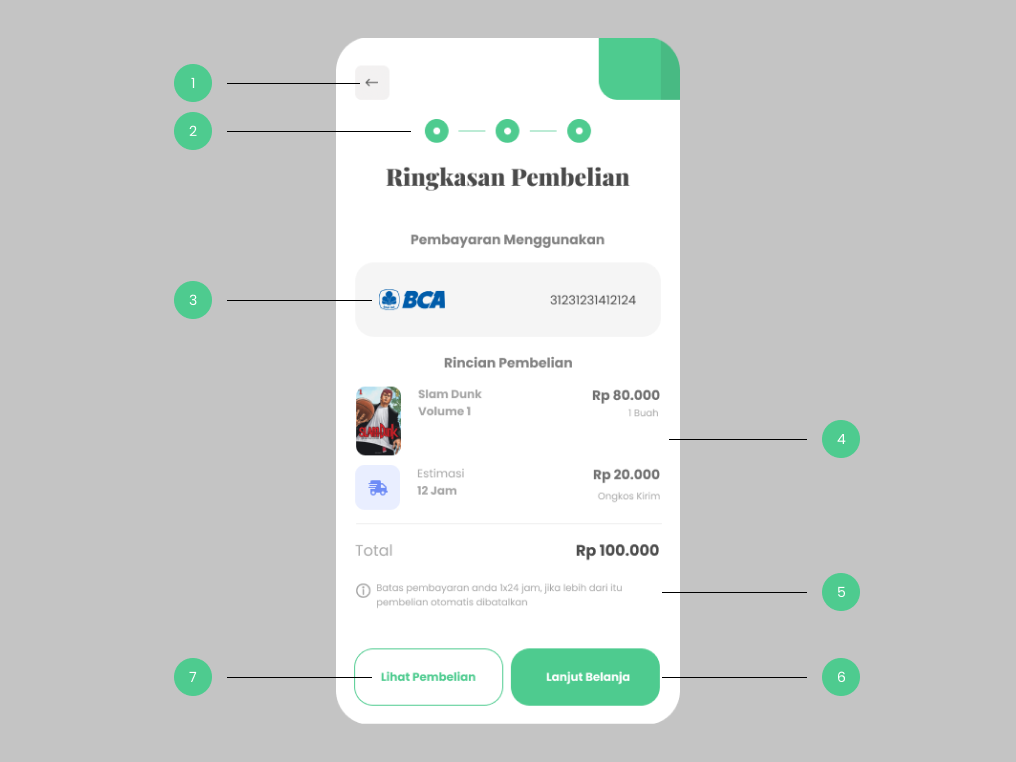 1
2
Ringkasan Pembelian
Pembayaran Menggunakan
3
BCA
31231231412124
Rincian Pembelian
Slam Dunk
Volume 1
Rp 80.000
1 Buah
SLAM DUNK
4
Estimasi
12 Jam
Rp 20.000
Ongkos Kirim
Total
Rp 100.000
Batas pembayaran anda 1x24 jam, jika lebih dari itu
pembelian otomatis dibatalkan
5
7
Lihat Pembelian
Lanjut Belanja
6